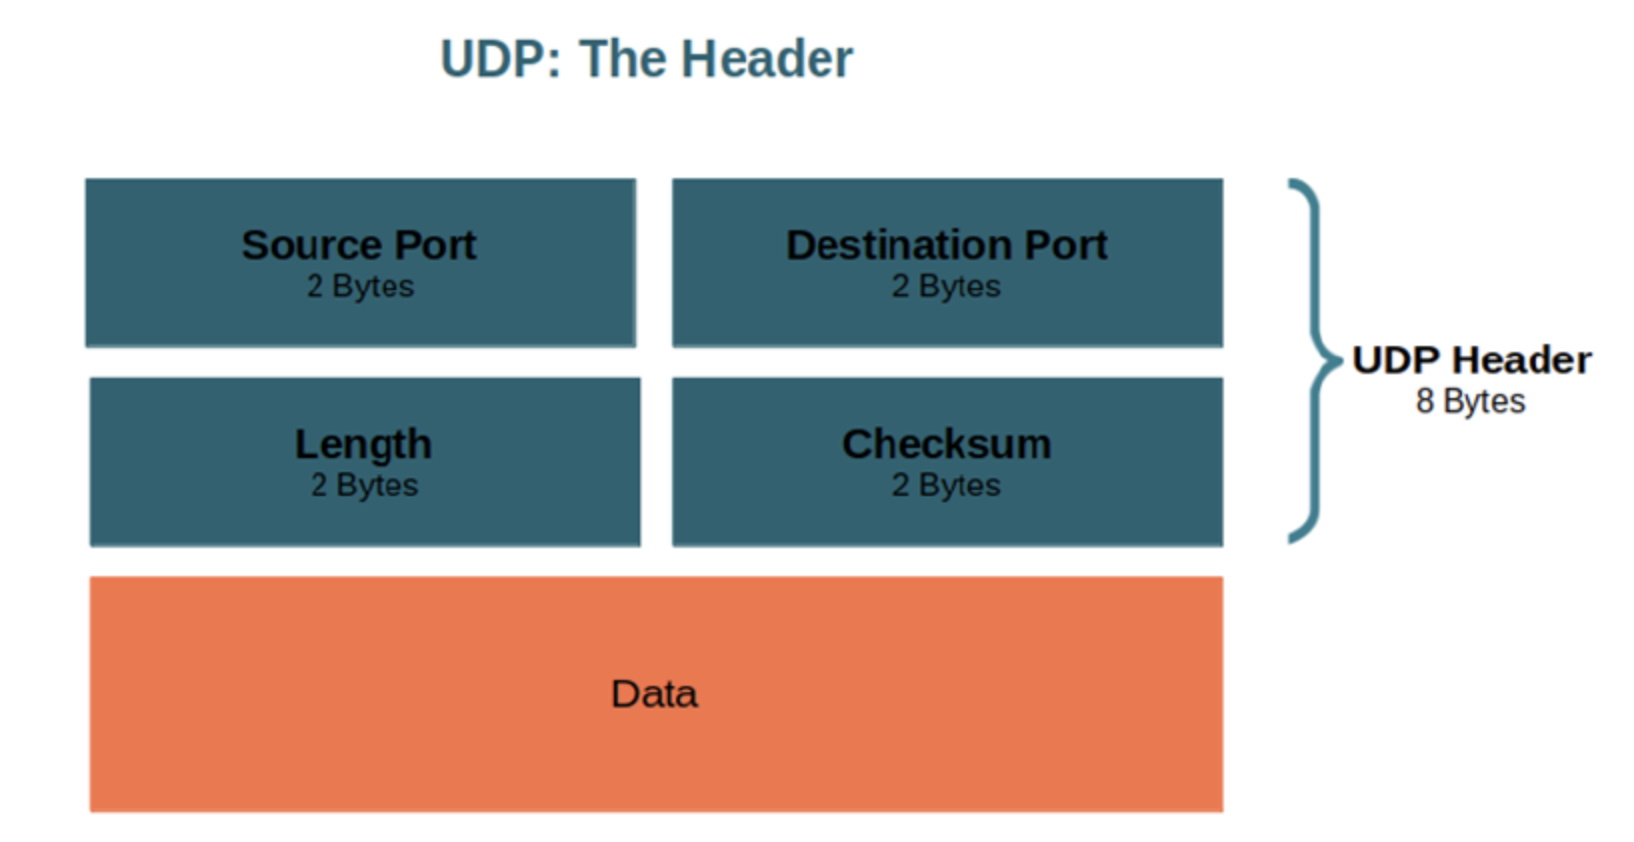 UDP: The Header
Source Port
2 Bytes
Destination Port
2 Bytes
Length
2 Bytes
Checksum
2 Bytes
UDP Header
8 Bytes
Data